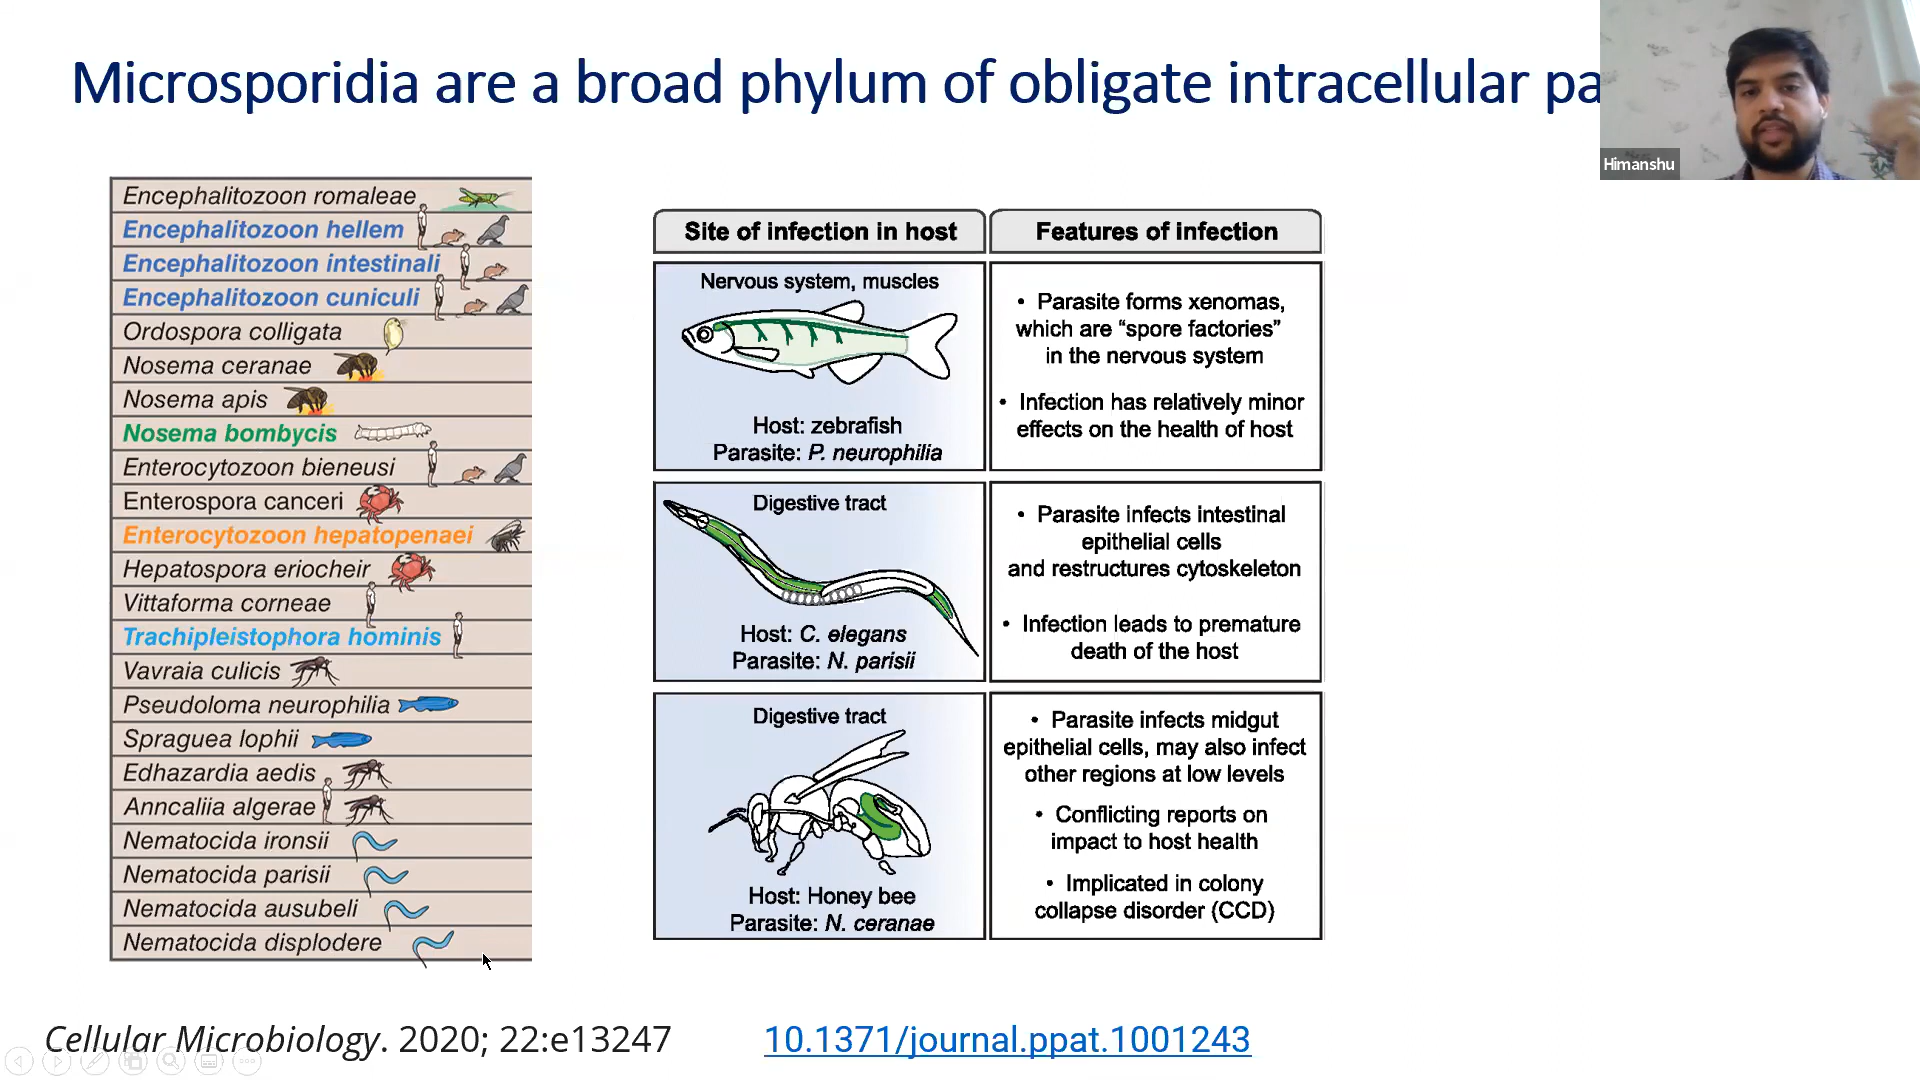 Microsporidia are a broad phylum of obligate intracellular pa
Himanshu
Encephalitozoon romaleae
Encephalitozoon hellem
Encephalitozoon intestinali
Encephalitozoon cuniculi
Ordospora colligata
Nosema ceranae
Nosema apis
Nosema bombycis
Enterocytozoon bieneusi
Enterospora canceri
Enterocytozoon hepatopenaei
Hepatospora eriocheir
Vittaforma corneae
Trachipleistophora hominis
Vavraia culicis
Pseudoloma neurophilia
Spraguea lophii
Edhazardia aedis
Anncaliia algerae
Nematocida ironsii
Nematocida parisii
Nematocida ausubeli
Nematocida displodere
Site of infection in host
Features of infection
Nervous system, muscles
Host: zebrafish
Parasite: P. neurophilia
• Parasite forms xenomas,
which are “spore factories”
in the nervous system
• Infection has relatively minor
effects on the health of host
Digestive tract
Host: C. elegans
Parasite: N. parisii
• Parasite infects intestinal
epithelial cells
and restructures cytoskeleton
• Infection leads to premature
death of the host
Digestive tract
Host: Honey bee
Parasite: N. ceranae
• Parasite infects midgut
epithelial cells, may also infect
other regions at low levels
• Conflicting reports on
impact to host health
• Implicated in colony
collapse disorder (CCD)
Cellular Microbiology. 2020; 22:e13247
10.1371/journal.ppat.1001243